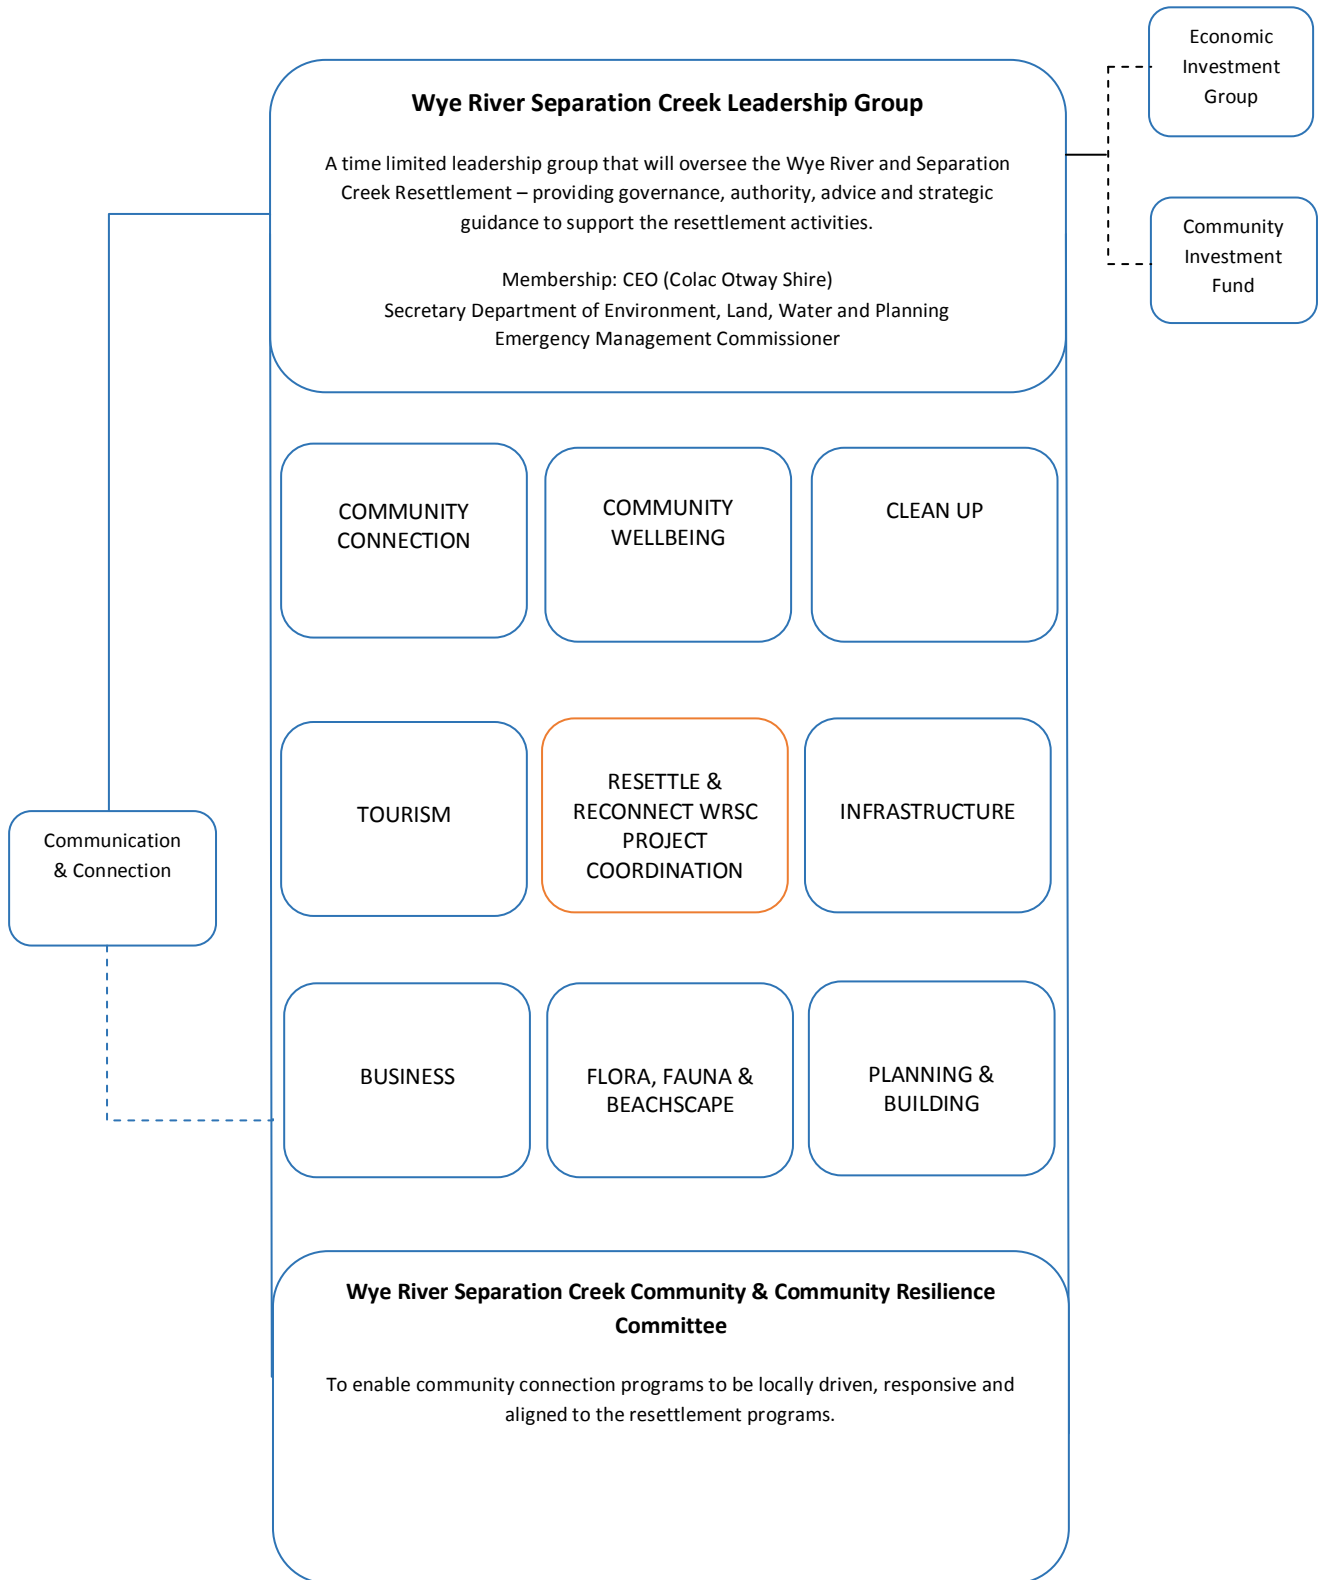 Economic
Investment
Group
Wye River Separation Creek Leadership Group
A time limited leadership group that will oversee the Wye River and Separation
Creek Resettlement – providing governance, authority, advice and strategic
guidance to support the resettlement activities.
Membership: CEO (Colac Otway Shire)
Secretary Department of Environment, Land, Water and Planning
Emergency Management Commissioner
Community
Investment
Fund
COMMUNITY
CONNECTION
COMMUNITY
WELLBEING
CLEAN UP
TOURISM
RESETTLE &
RECONNECT WRSC
PROJECT
COORDINATION
INFRASTRUCTURE
Communication
& Connection
BUSINESS
FLORA, FAUNA &
BEACHSCAPE
PLANNING &
BUILDING
Wye River Separation Creek Community & Community Resilience
Committee
To enable community connection programs to be locally driven, responsive and
aligned to the resettlement programs.